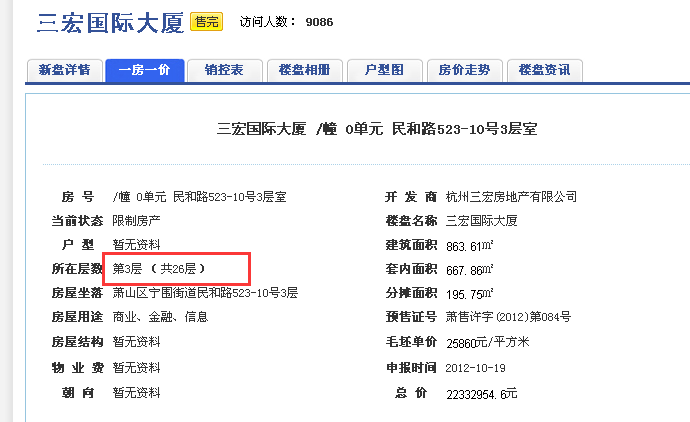 三宏国际大厦 售完 访问人数： 9086
新盘详情 一房一价 销控表 楼盘相册 户型图 房价走势 楼盘资讯
三宏国际大厦 /幢 0单元 民和路523-10号3层室
房 号 /幢 0单元 民和路523-10号3层室 开 发 商 杭州三宏房地产有限公司
当前状态 限制房产 楼盘名称 三宏国际大厦
户 型 暂无资料 建筑面积 863.61㎡
所在层数 第3层 （共26层） 套内面积 667.86㎡
房屋坐落 萧山区宁围街道民和路523-10号3层 分摊面积 195.75㎡
房屋用途 商业、金融、信息 预售证号 萧售许字(2012)第084号
房屋结构 暂无资料 毛坯单价 25860元/平方米
物 业 费 暂无资料 申报时间 2012-10-19
朝 向 暂无资料 总 价 22332954.6元